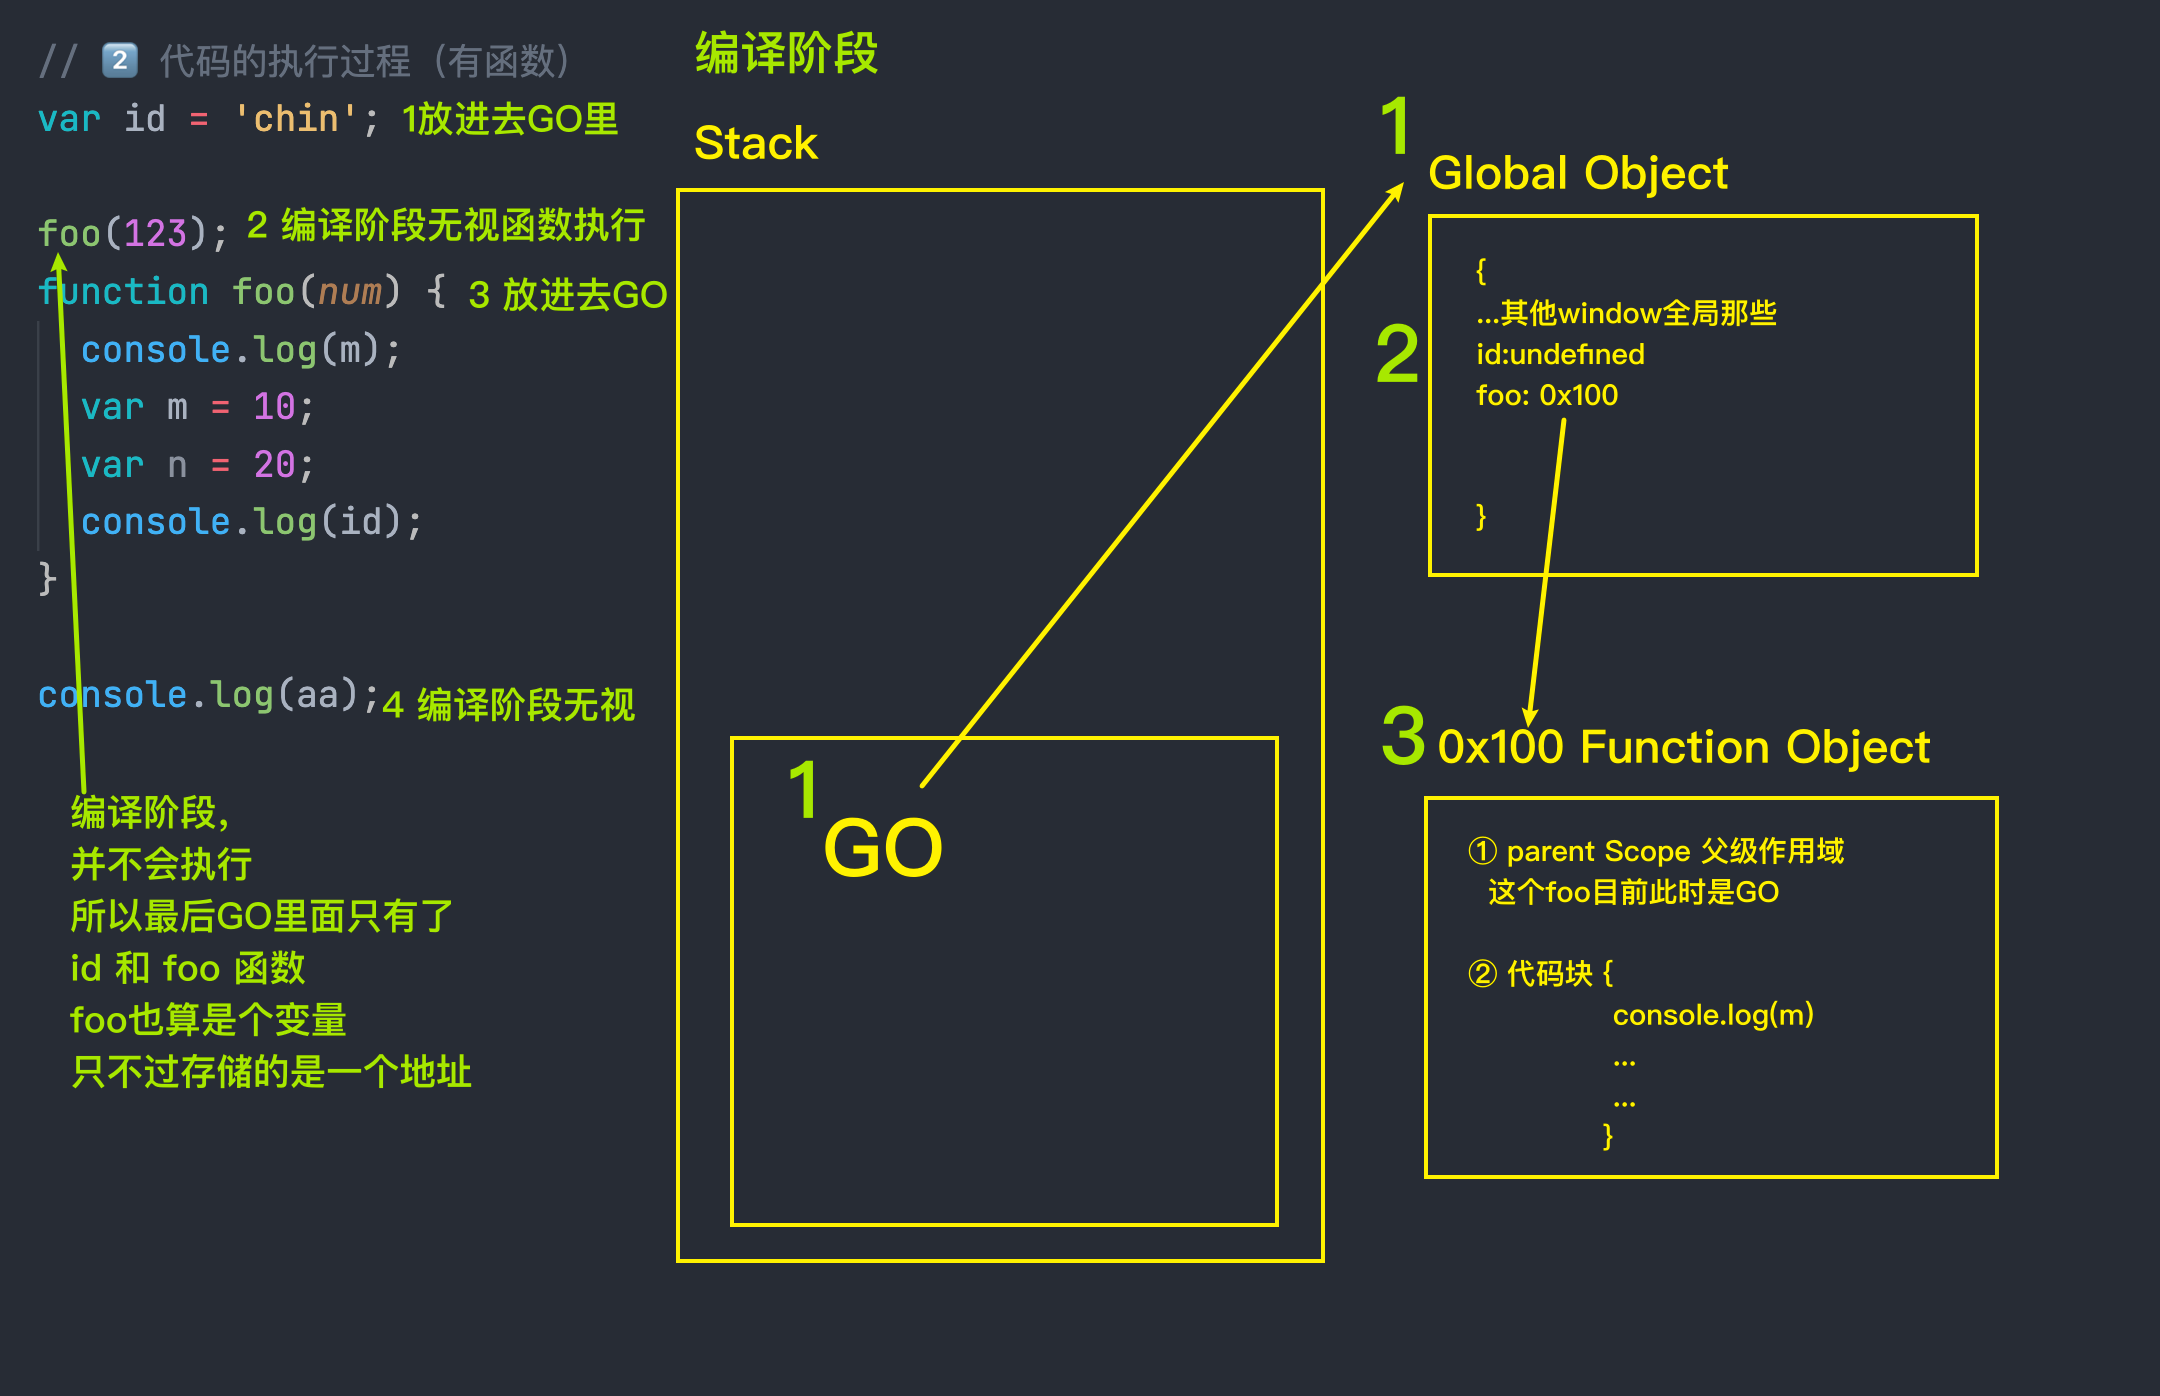 // 2️⃣ 代码的执行过程（有函数）
var id = 'chin'; 1放进去GO里
foo(123); 2 编译阶段无视函数执行
function foo(num) { 3 放进去GO
console.log(m);
var m = 10;
var n = 20;
console.log(id);
}
console.log(aa); 4 编译阶段无视
编译阶段，
并不会执行
所以最后GO里面只有了
id 和 foo 函数
foo也算是个变量
只不过存储的是一个地址
编译阶段
Stack
1
GO
1
Global Object
2
{
...其他window全局那些
id:undefined
foo: 0x100
}
3 0x100 Function Object
① parent Scope 父级作用域
这个foo目前此时是GO
② 代码块 {
console.log(m)
...
...
}